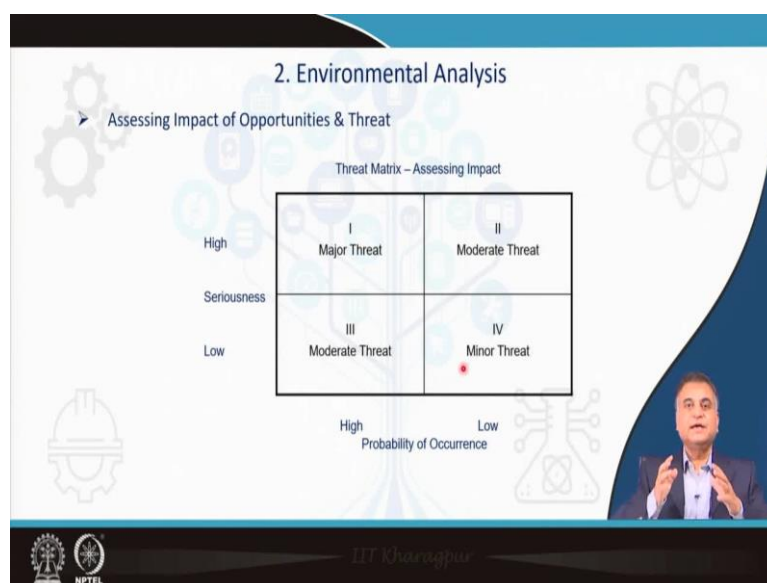 2. Environmental Analysis
➤ Assessing Impact of Opportunities & Threat
Threat Matrix – Assessing Impact
High
I
Major Threat
II
Moderate Threat
Seriousness
Low
III
Moderate Threat
IV
Minor Threat
High
Low
Probability of Occurrence
IIT Kharagpur
NPTEL